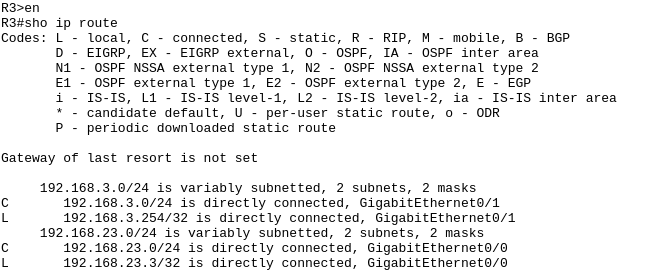 R3>en
R3#sho ip route
Codes: L - local, C - connected, S - static, R - RIP, M - mobile, B - BGP
       D - EIGRP, EX - EIGRP external, O - OSPF, IA - OSPF inter area
       N1 - OSPF NSSA external type 1, N2 - OSPF NSSA external type 2
       E1 - OSPF external type 1, E2 - OSPF external type 2, E - EGP
       i - IS-IS, L1 - IS-IS level-1, L2 - IS-IS level-2, ia - IS-IS inter area
       * - candidate default, U - per-user static route, o - ODR
       P - periodic downloaded static route

Gateway of last resort is not set

     192.168.3.0/24 is variably subnetted, 2 subnets, 2 masks
C       192.168.3.0/24 is directly connected, GigabitEthernet0/1
L       192.168.3.254/32 is directly connected, GigabitEthernet0/1
     192.168.23.0/24 is variably subnetted, 2 subnets, 2 masks
C       192.168.23.0/24 is directly connected, GigabitEthernet0/0
L       192.168.23.3/32 is directly connected, GigabitEthernet0/0